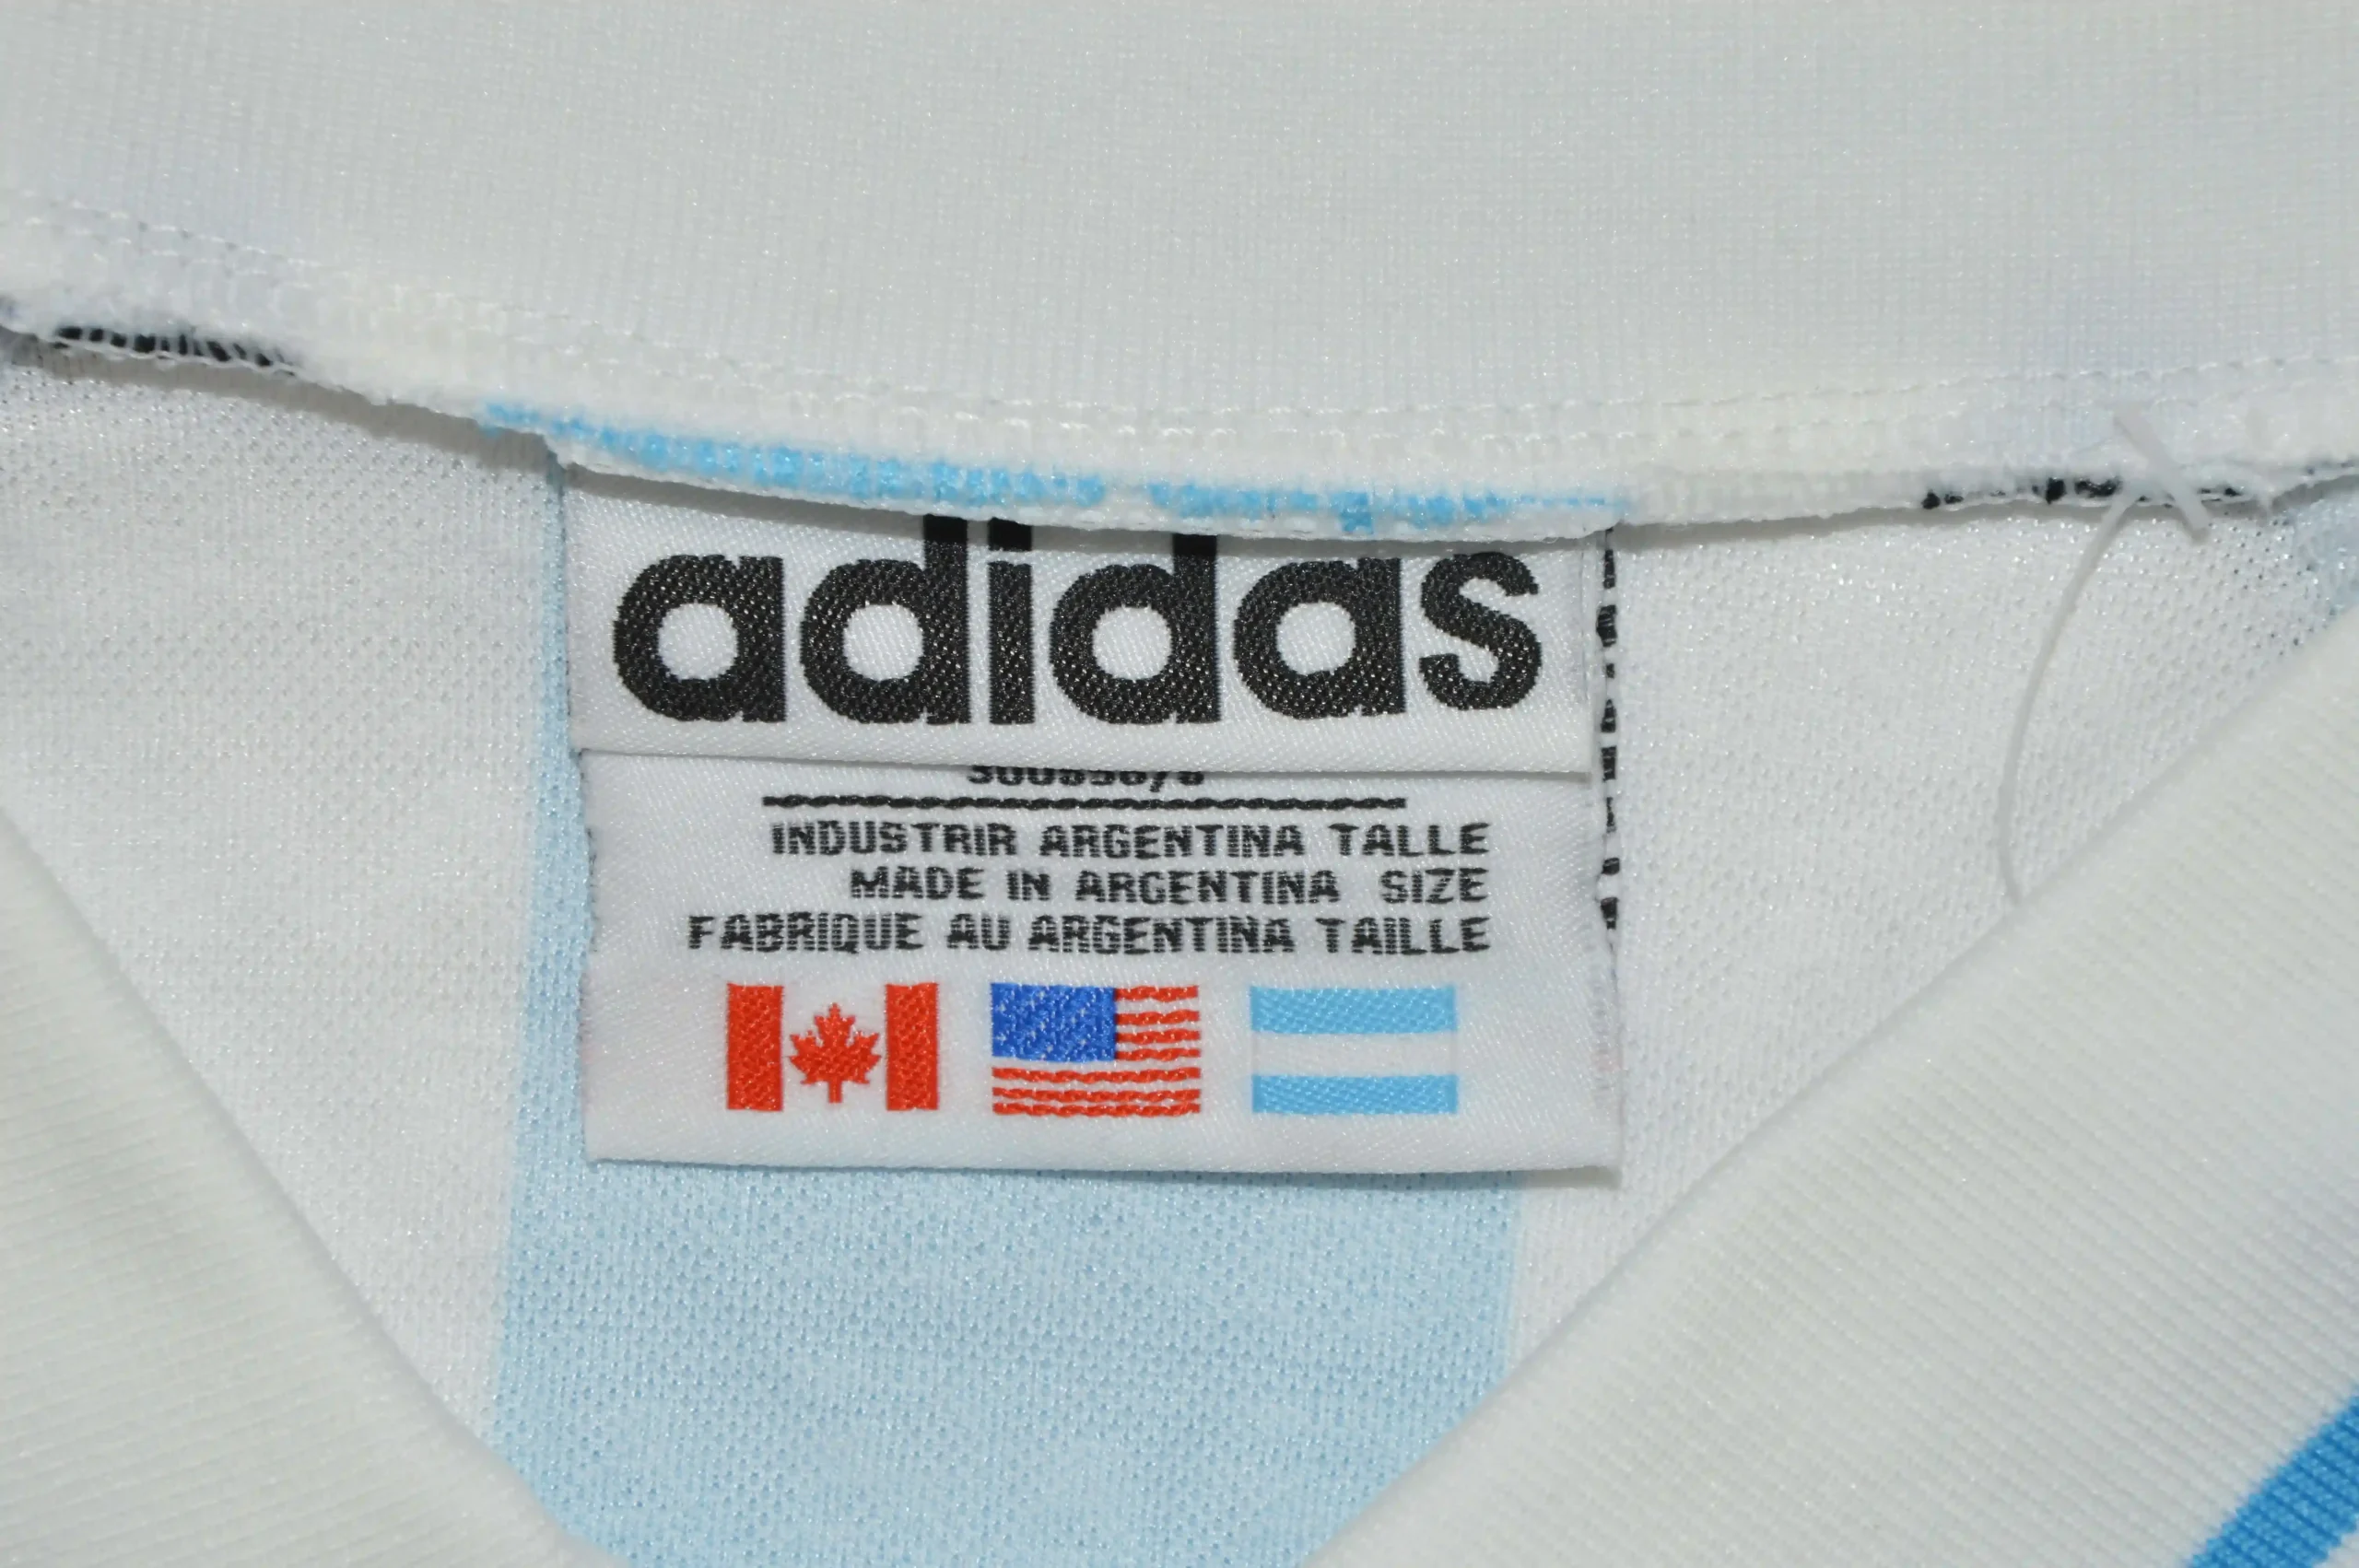 adidas
INDUSTRIR ARGENTINA TALLE
MADE IN ARGENTINA SIZE
FABRIQUE AU ARGENTINA TAILLE